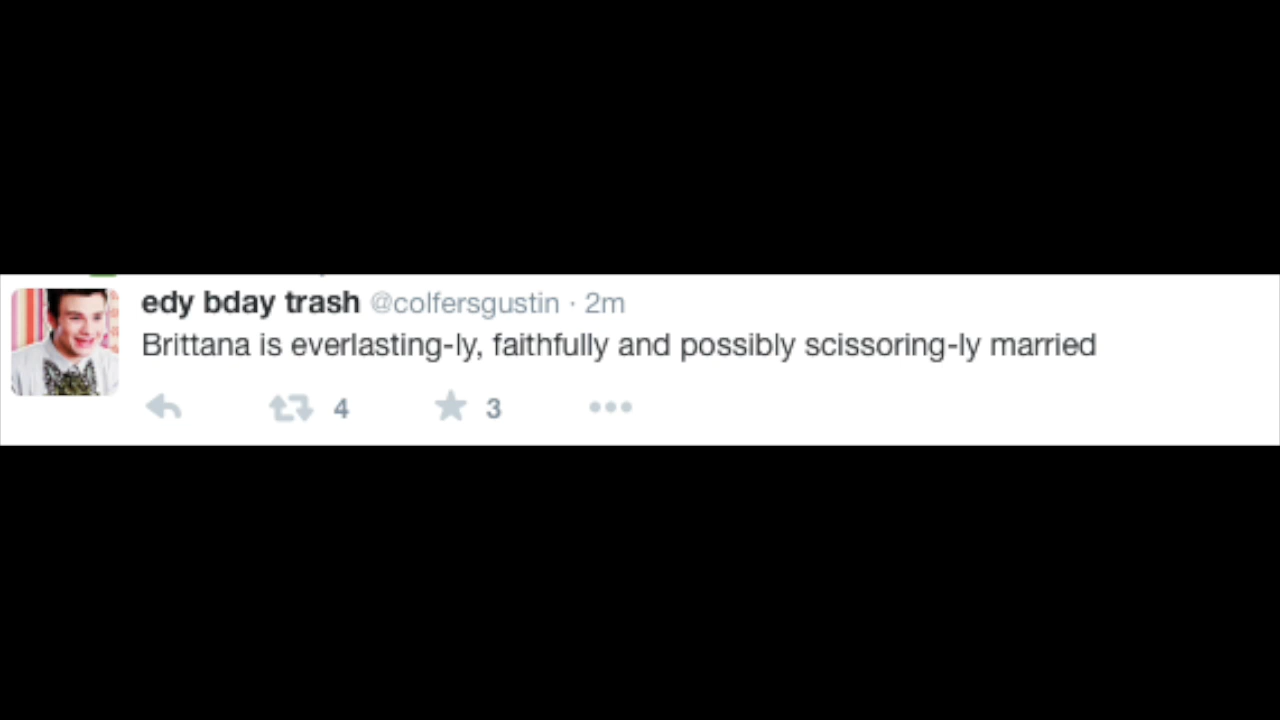 edy bday trash @colfersgustin · 2m
Brittana is everlasting-ly, faithfully and possibly scissoring-ly married
4 3